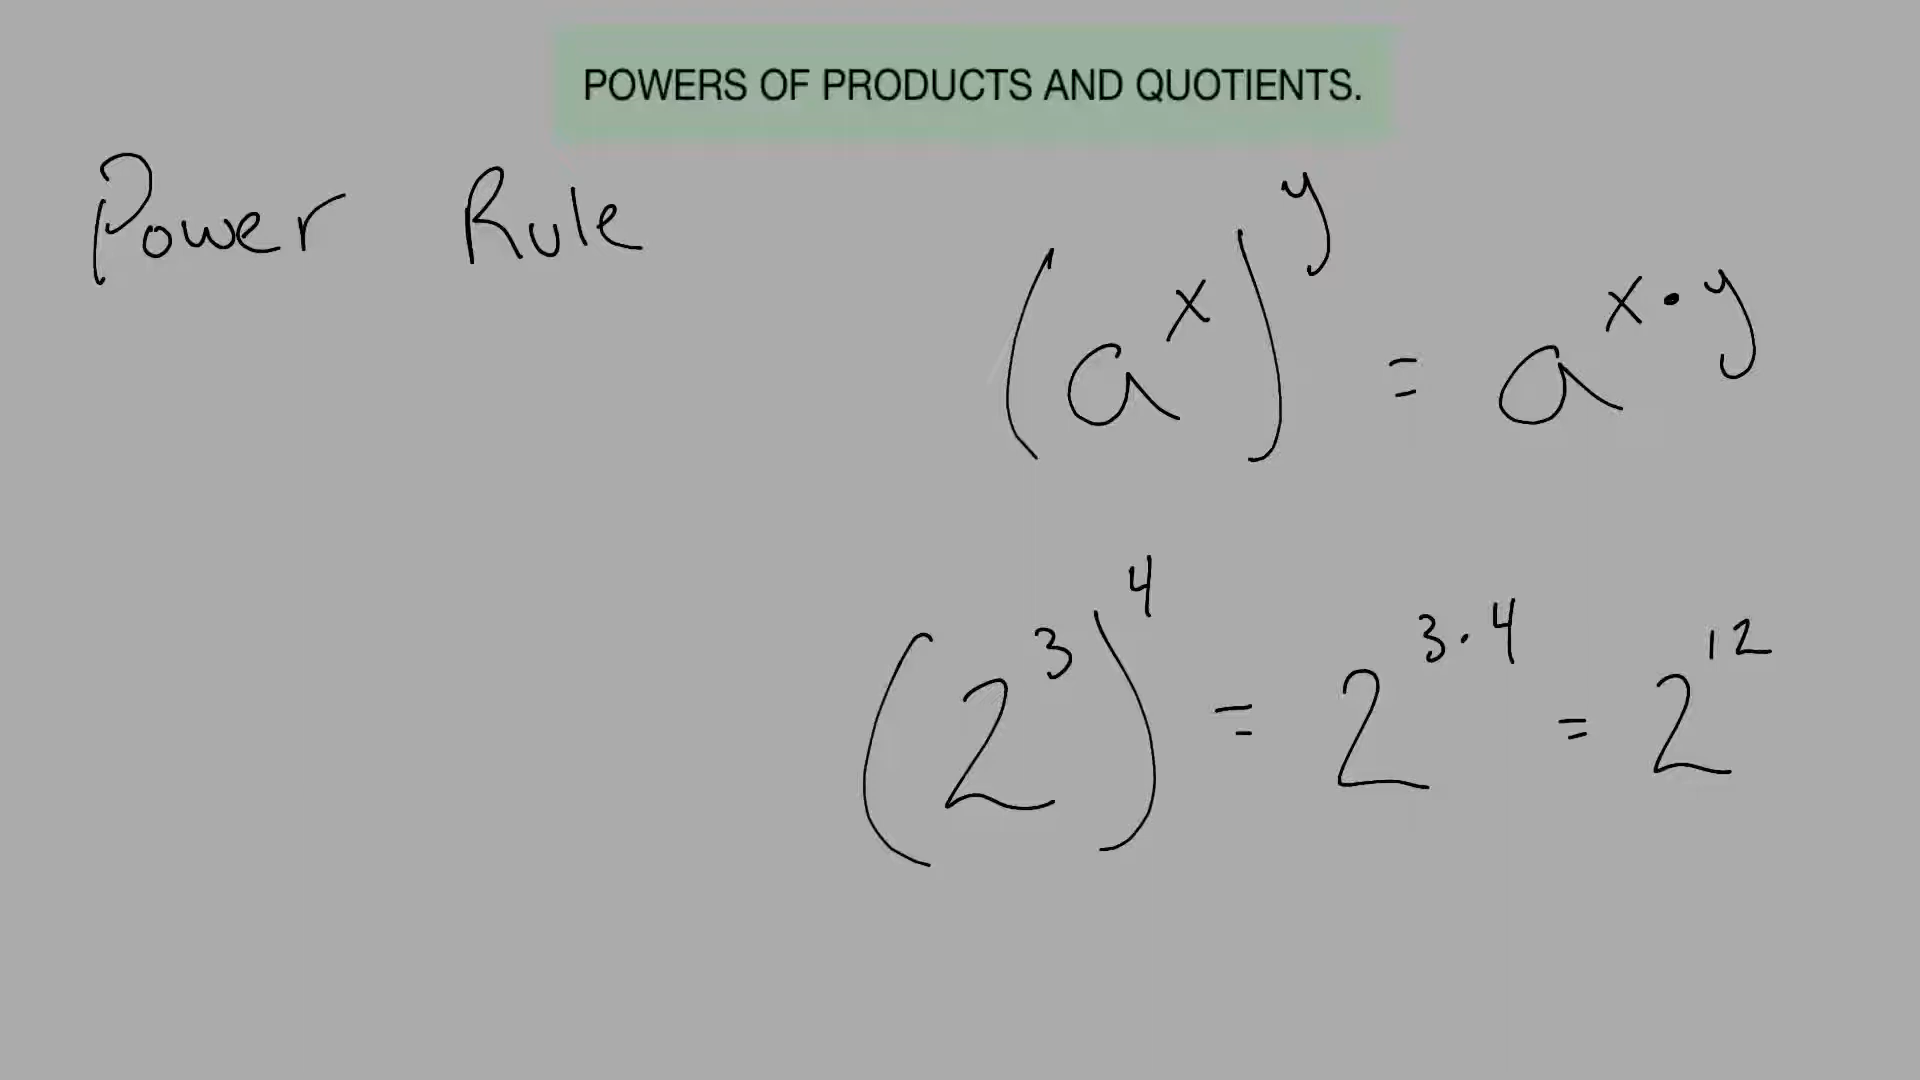 POWERS OF PRODUCTS AND QUOTIENTS.
Power Rule
(a^x)^y = a^{x·y}
(2^3)^4 = 2^{3·4} = 2^{12}